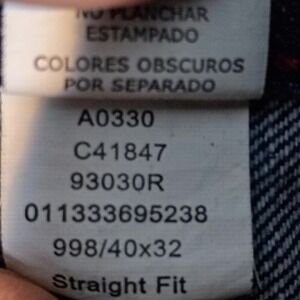 NO PLANCHAR
ESTAMPADO
COLORES OBSCUROS
POR SEPARADO
A0330
C41847
93030R
011333695238
998/40x32
Straight Fit